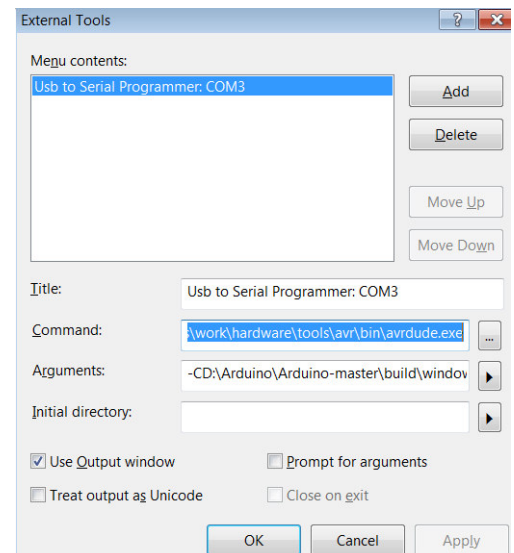 External Tools
Menu contents:
Usb to Serial Programmer: COM3
Add
Delete
Move Up
Move Down
Title:
Usb to Serial Programmer: COM3
Command:
\work\hardware\tools\avr\bin\avrdude.exe
...
Arguments:
-CD:\Arduino\Arduino-master\build\window
Initial directory:
Use Output window
Prompt for arguments
Treat output as Unicode
Close on exit
OK
Cancel
Apply